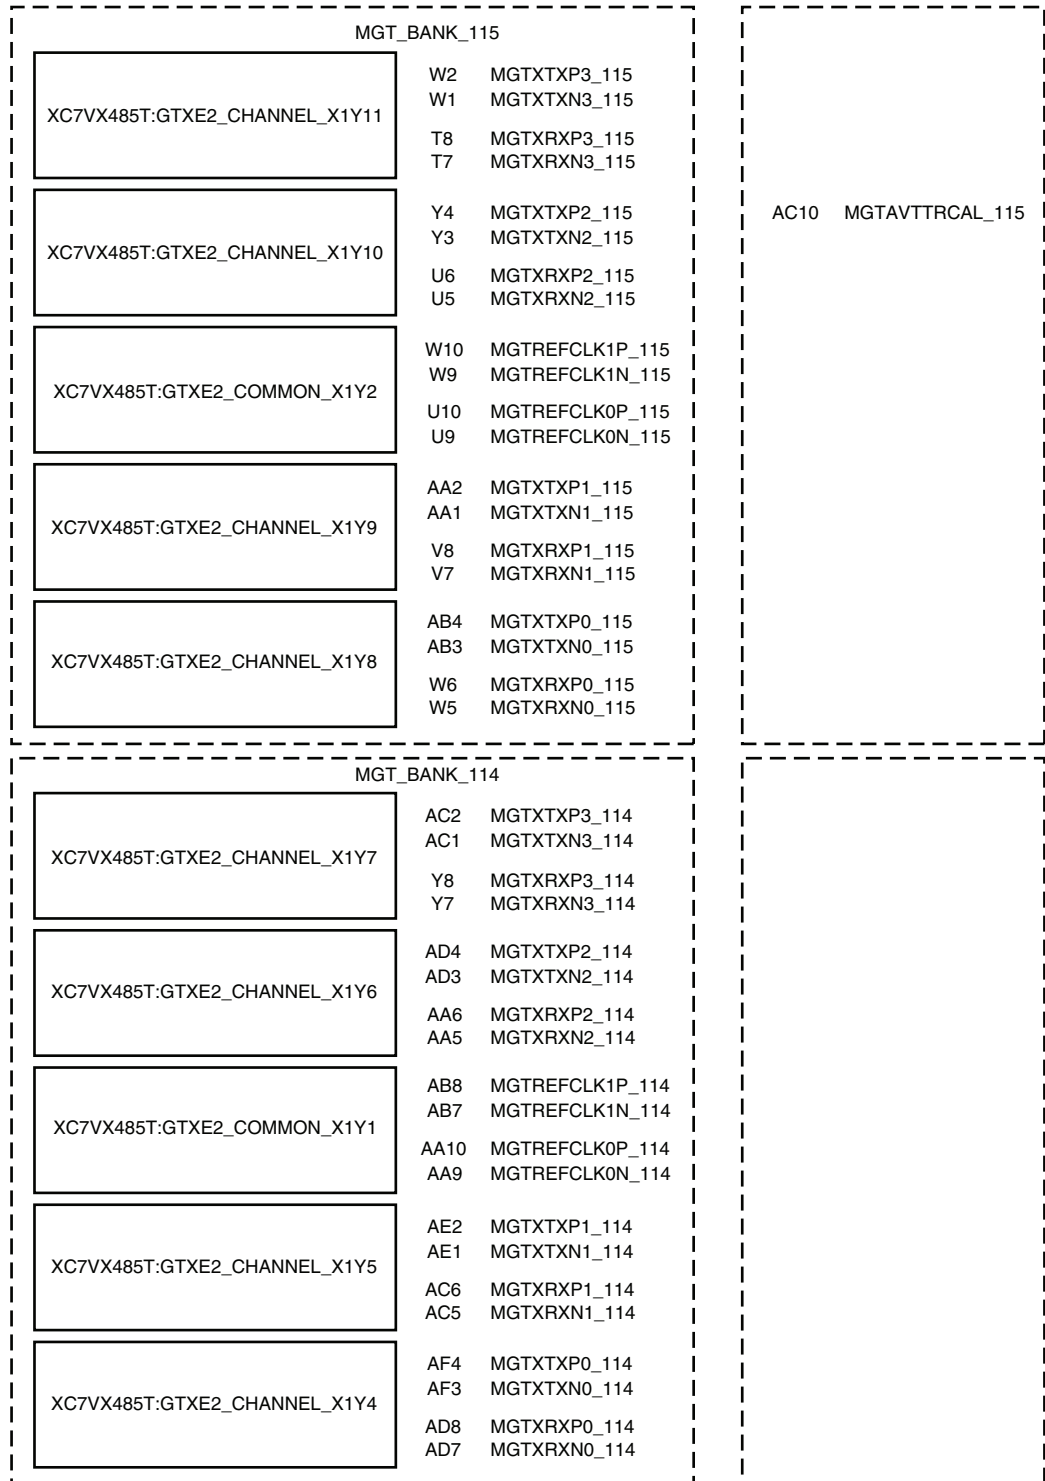 MGT_BANK_115
XC7VX485T:GTXE2_CHANNEL_X1Y11
W2 MGTXTXP3_115
W1 MGTXTXN3_115
T8 MGTXRXP3_115
T7 MGTXRXN3_115
XC7VX485T:GTXE2_CHANNEL_X1Y10
Y4 MGTXTXP2_115
Y3 MGTXTXN2_115
U6 MGTXRXP2_115
U5 MGTXRXN2_115
XC7VX485T:GTXE2_COMMON_X1Y2
W10 MGTREFCLK1P_115
W9 MGTREFCLK1N_115
U10 MGTREFCLK0P_115
U9 MGTREFCLK0N_115
XC7VX485T:GTXE2_CHANNEL_X1Y9
AA2 MGTXTXP1_115
AA1 MGTXTXN1_115
V8 MGTXRXP1_115
V7 MGTXRXN1_115
XC7VX485T:GTXE2_CHANNEL_X1Y8
AB4 MGTXTXP0_115
AB3 MGTXTXN0_115
W6 MGTXRXP0_115
W5 MGTXRXN0_115
AC10 MGTAVTTRCAL_115
MGT_BANK_114
XC7VX485T:GTXE2_CHANNEL_X1Y7
AC2 MGTXTXP3_114
AC1 MGTXTXN3_114
Y8 MGTXRXP3_114
Y7 MGTXRXN3_114
XC7VX485T:GTXE2_CHANNEL_X1Y6
AD4 MGTXTXP2_114
AD3 MGTXTXN2_114
AA6 MGTXRXP2_114
AA5 MGTXRXN2_114
XC7VX485T:GTXE2_COMMON_X1Y1
AB8 MGTREFCLK1P_114
AB7 MGTREFCLK1N_114
AA10 MGTREFCLK0P_114
AA9 MGTREFCLK0N_114
XC7VX485T:GTXE2_CHANNEL_X1Y5
AE2 MGTXTXP1_114
AE1 MGTXTXN1_114
AC6 MGTXRXP1_114
AC5 MGTXRXN1_114
XC7VX485T:GTXE2_CHANNEL_X1Y4
AF4 MGTXTXP0_114
AF3 MGTXTXN0_114
AD8 MGTXRXP0_114
AD7 MGTXRXN0_114